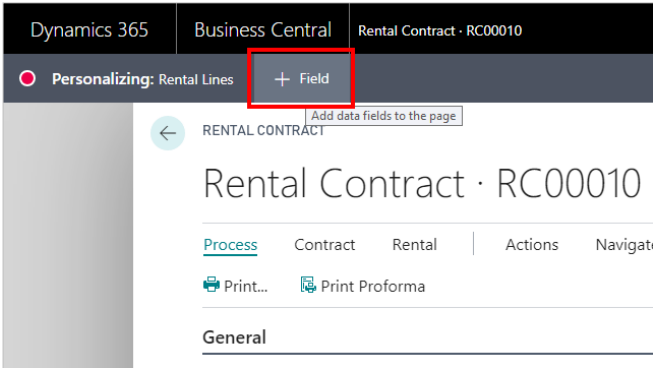 Dynamics 365 Business Central Rental Contract · RC00010
Personalizing: Rental Lines + Field
Add data fields to the page
RENTAL CONTRACT
Rental Contract · RC00010
Process Contract Rental Actions Navigate
Print... Print Proforma
General